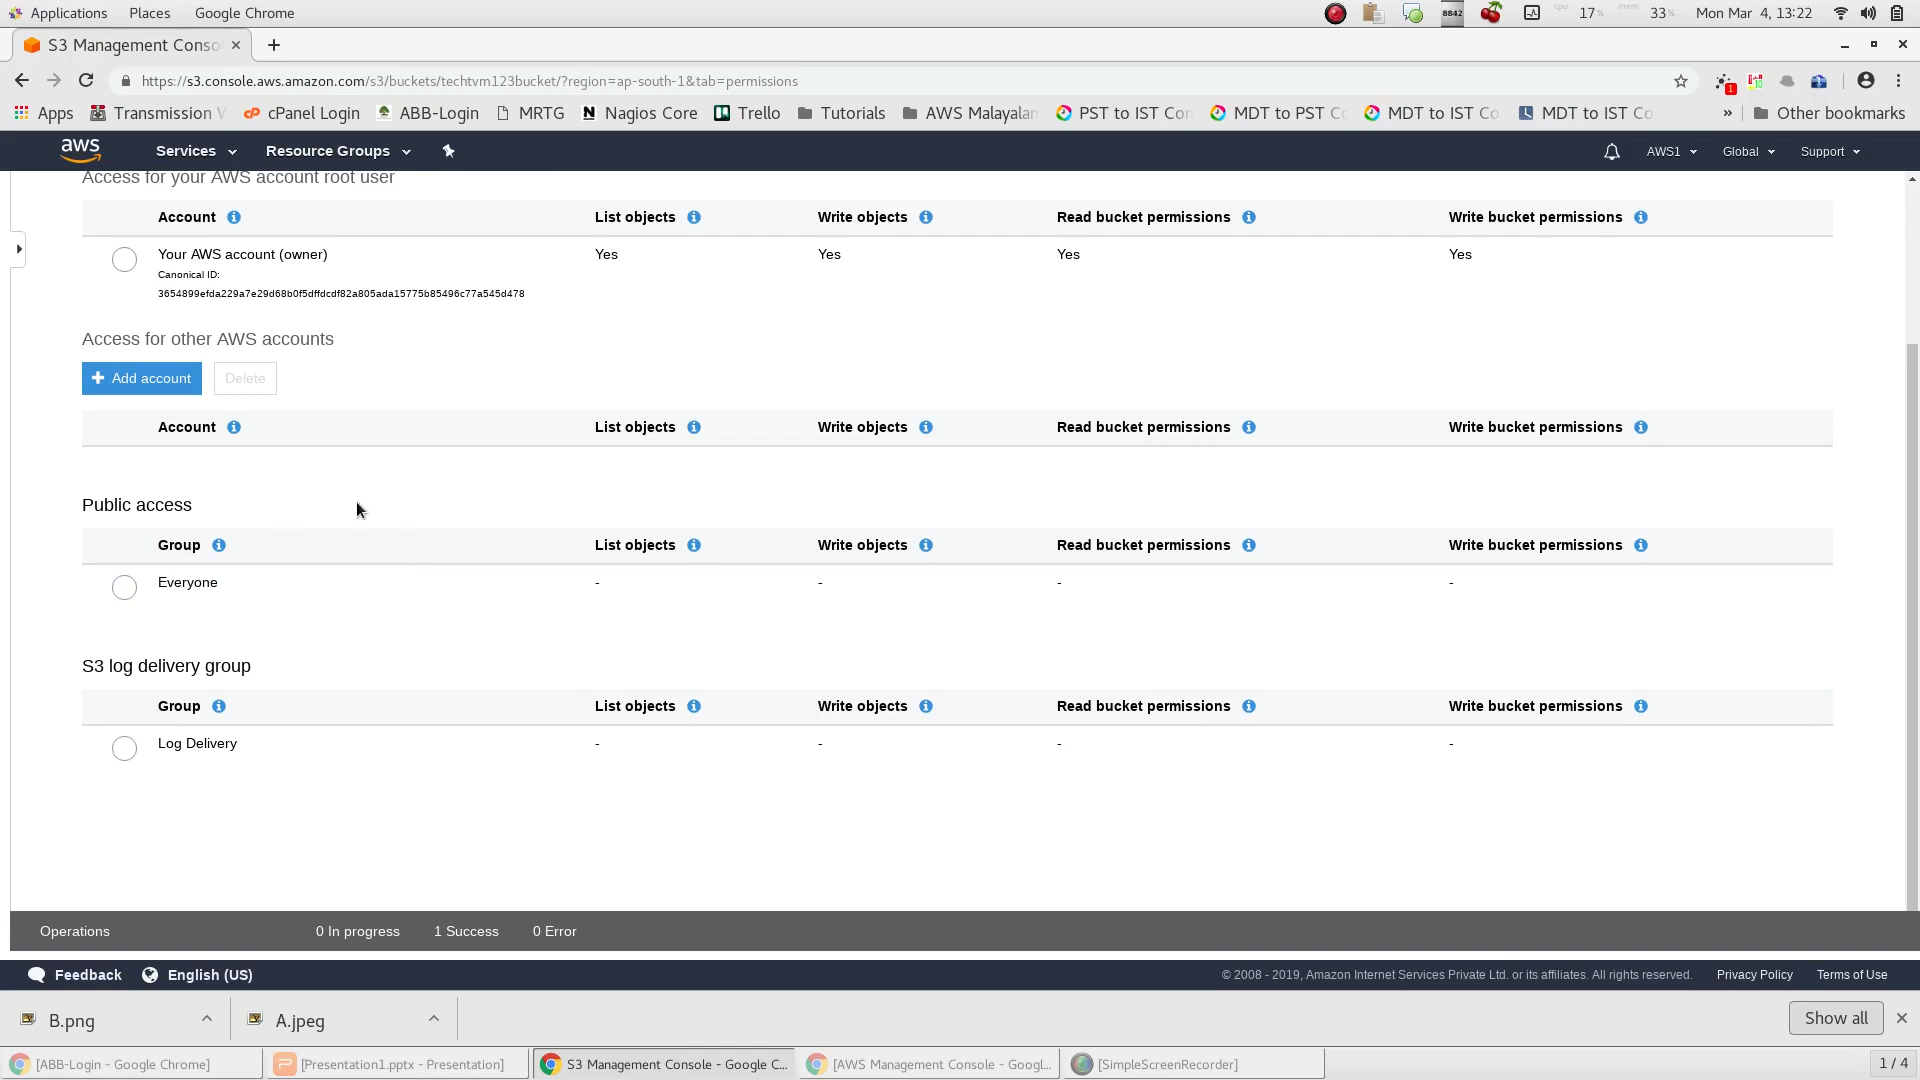 Applications Places Google Chrome 8842 cpu 17% mem 33% Mon Mar 4, 13:22
S3 Management Conso
https://s3.console.aws.amazon.com/s3/buckets/techtvm123bucket/?region=ap-south-1&tab=permissions 1
Apps Transmission cPanel Login ABB-Login MRTG Nagios Core Trello Tutorials AWS Malayalam PST to IST Con MDT to PST Co MDT to IST Co MDT to IST Co » Other bookmarks
aws Services Resource Groups AWS1 Global Support
Access for your AWS account root user
Account List objects Write objects Read bucket permissions Write bucket permissions
Your AWS account (owner) Yes Yes Yes Yes
Canonical ID:
3654899efda229a7e29d68b0f5dffdcdf82a805ada15775b85496c77a545d478
Access for other AWS accounts
Add account Delete
Account List objects Write objects Read bucket permissions Write bucket permissions
Public access
Group List objects Write objects Read bucket permissions Write bucket permissions
Everyone - - - -
S3 log delivery group
Group List objects Write objects Read bucket permissions Write bucket permissions
Log Delivery - - - -
Operations 0 In progress 1 Success 0 Error
Feedback English (US) © 2008 - 2019, Amazon Internet Services Private Ltd. or its affiliates. All rights reserved. Privacy Policy Terms of Use
B.png A.jpeg Show all
[ABB-Login - Google Chrome] [Presentation1.pptx - Presentation] S3 Management Console - Google C... [AWS Management Console - Googl... [SimpleScreenRecorder] 1 / 4